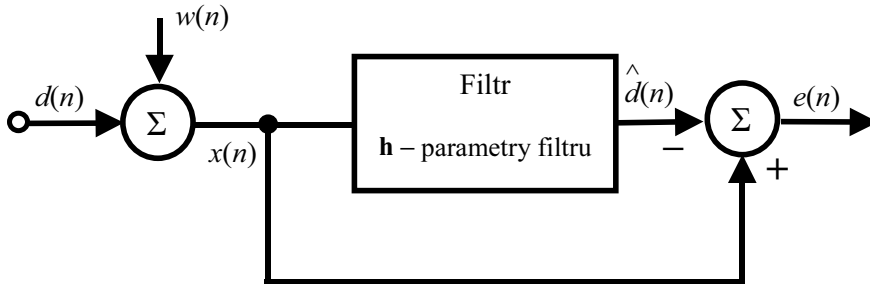 w(n)
d(n)
Σ
x(n)
Filtr
h – parametry filtru
d̂(n)
−
Σ
+
e(n)